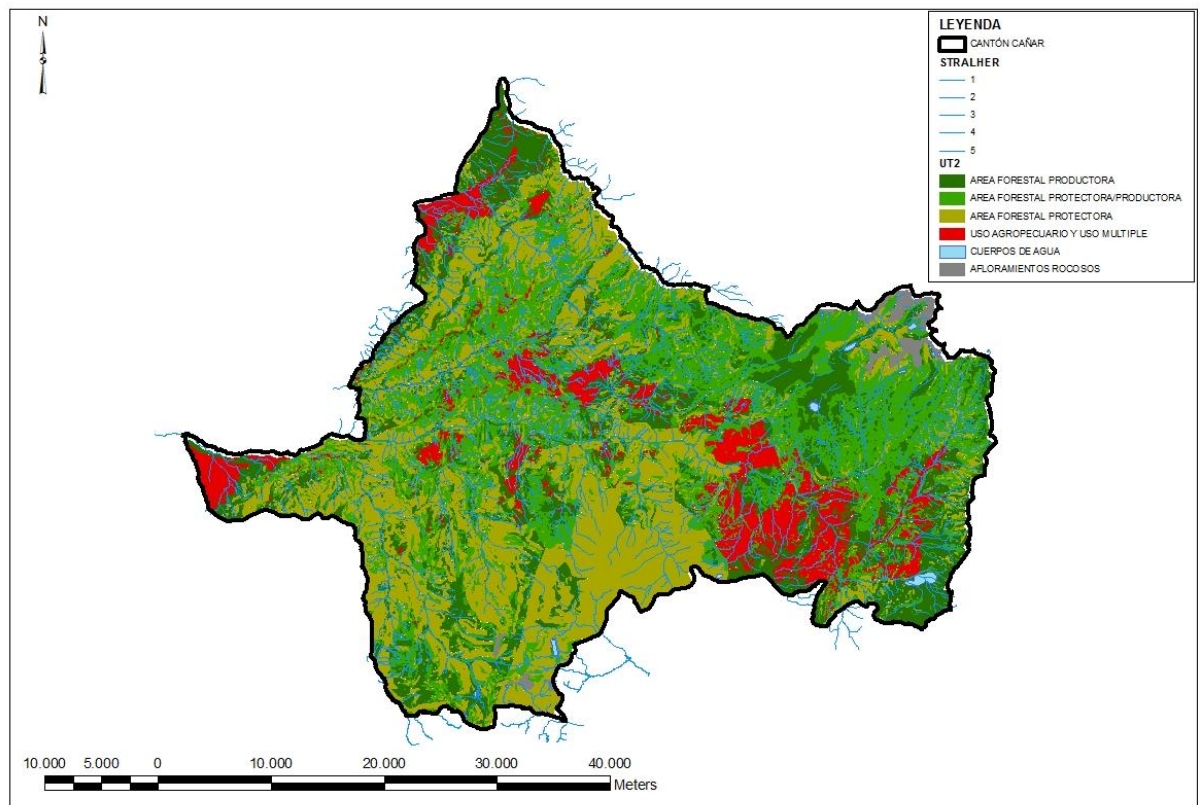 N
LEYENDA
CANTÓN CAÑAR
STRALHER
1
2
3
4
5
UT2
AREA FORESTAL PRODUCTORA
AREA FORESTAL PROTECTORA/PRODUCTORA
AREA FORESTAL PROTECTORA
USO AGROPECUARIO Y USO MULTIPLE
CUERPOS DE AGUA
AFLORAMIENTOS ROCOSOS
10.000 5.000 0 10.000 20.000 30.000 40.000
Meters